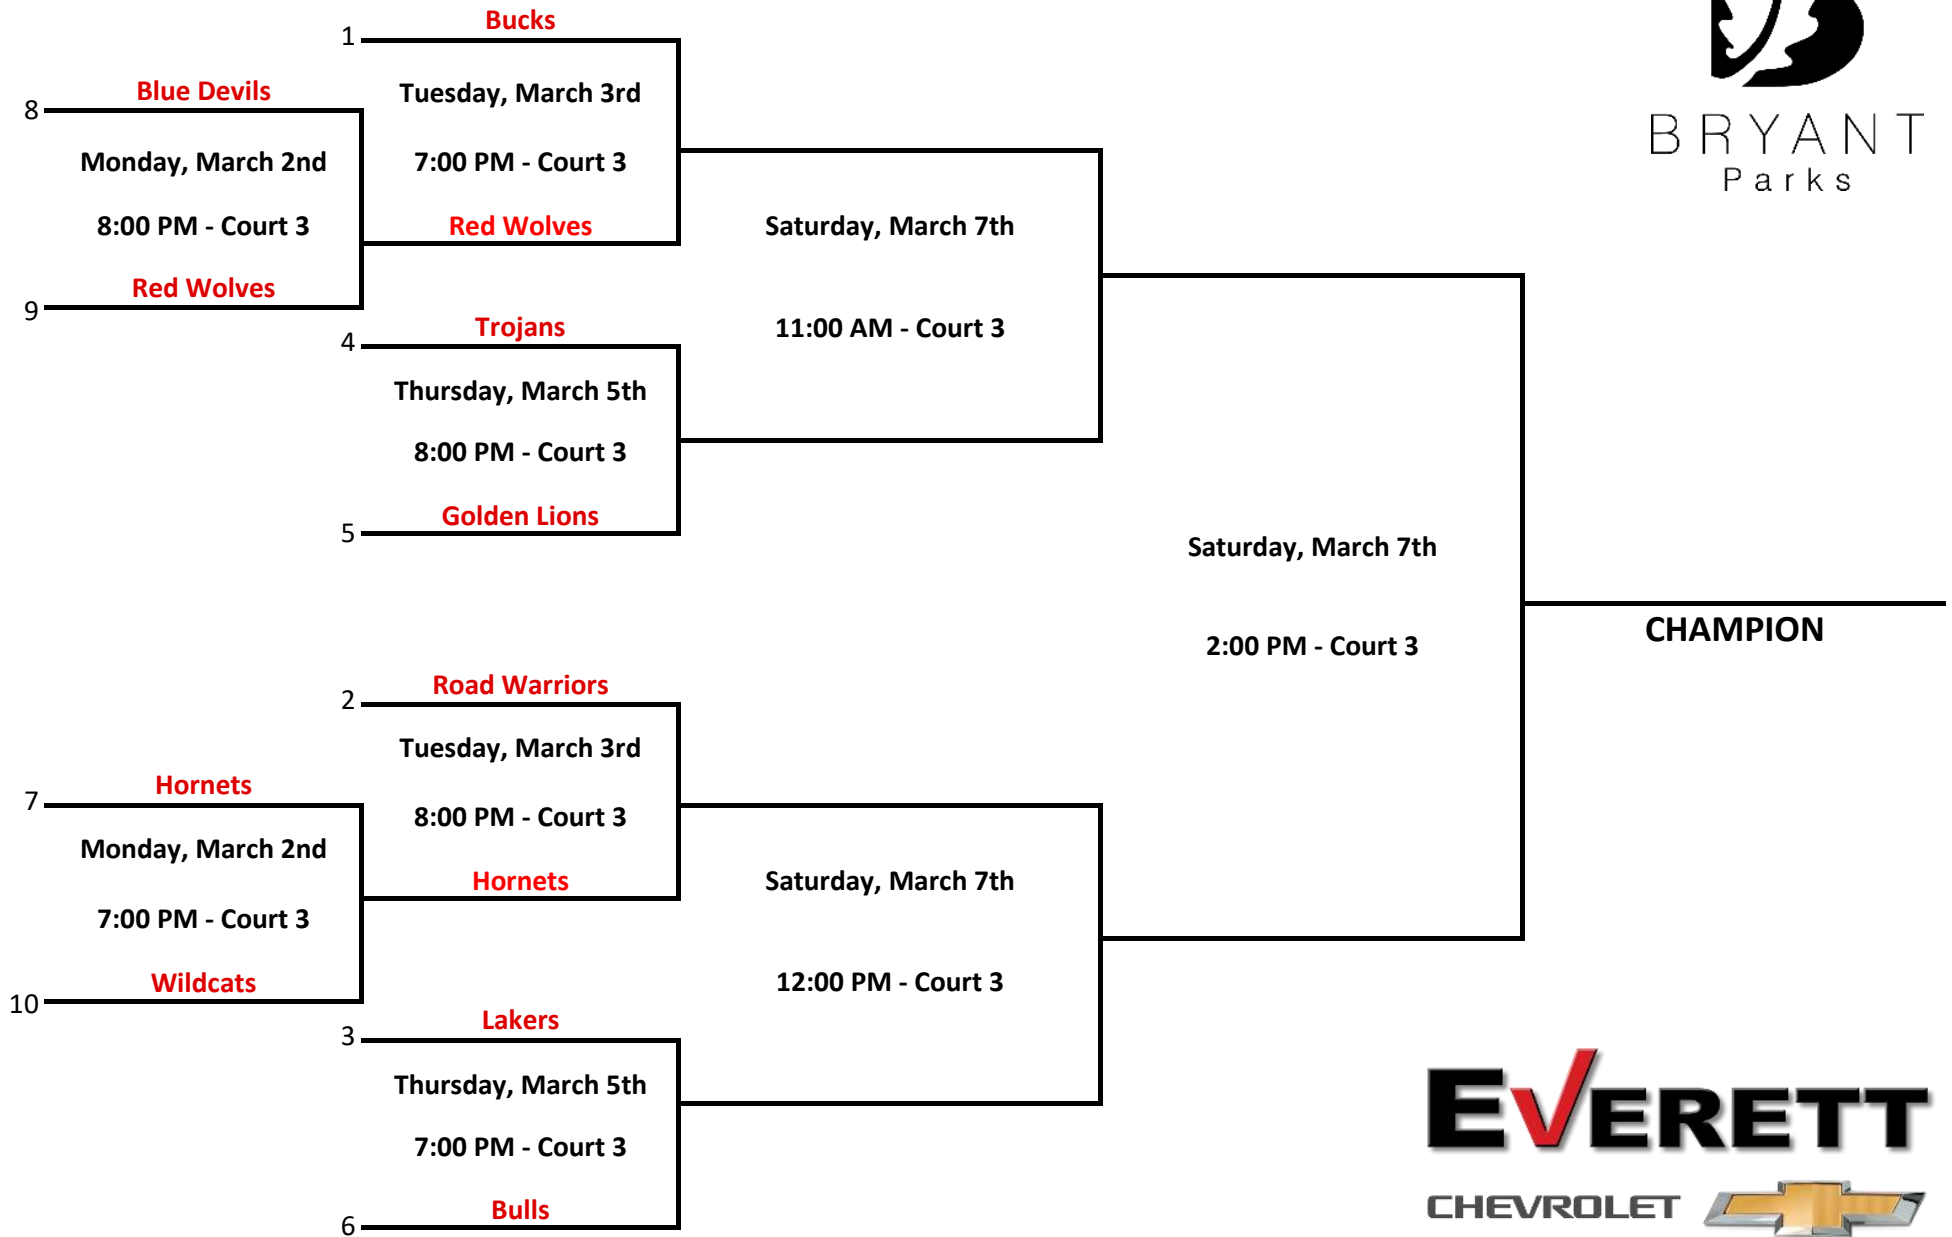 1
Bucks
8
Blue Devils
Tuesday, March 3rd
Monday, March 2nd
7:00 PM - Court 3
8:00 PM - Court 3
Red Wolves
9
Red Wolves
4
Trojans
Thursday, March 5th
8:00 PM - Court 3
5
Golden Lions
Saturday, March 7th
11:00 AM - Court 3
BRYANT
Parks
Saturday, March 7th
2:00 PM - Court 3
CHAMPION
2
Road Warriors
Tuesday, March 3rd
8:00 PM - Court 3
7
Hornets
Monday, March 2nd
7:00 PM - Court 3
Hornets
10
Wildcats
Saturday, March 7th
12:00 PM - Court 3
3
Lakers
Thursday, March 5th
7:00 PM - Court 3
6
Bulls
EVERETT
CHEVROLET